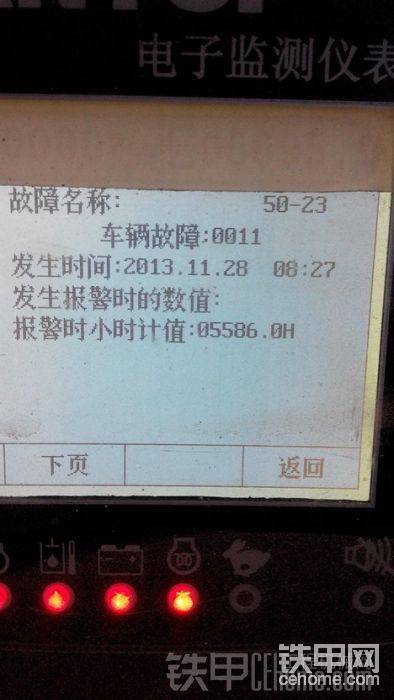 电子监测仪表
故障名称: 50-23
车辆故障:0011
发生时间:2013.11.28 08:27
发生报警时的数值:
报警时小时计值:05586.0H
下页 返回
铁甲网
cehome.com